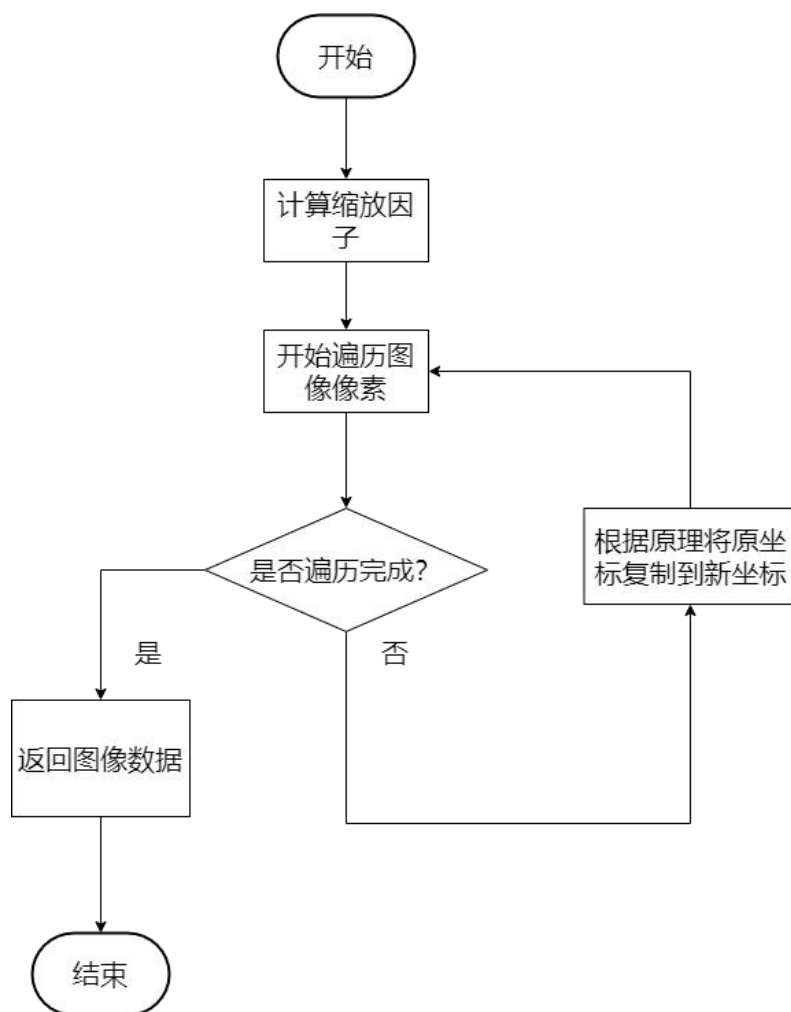 开始
计算缩放因
子
开始遍历图
像像素
是否遍历完成？
根据原理将原坐
标复制到新坐标
是
否
返回图像数据
结束